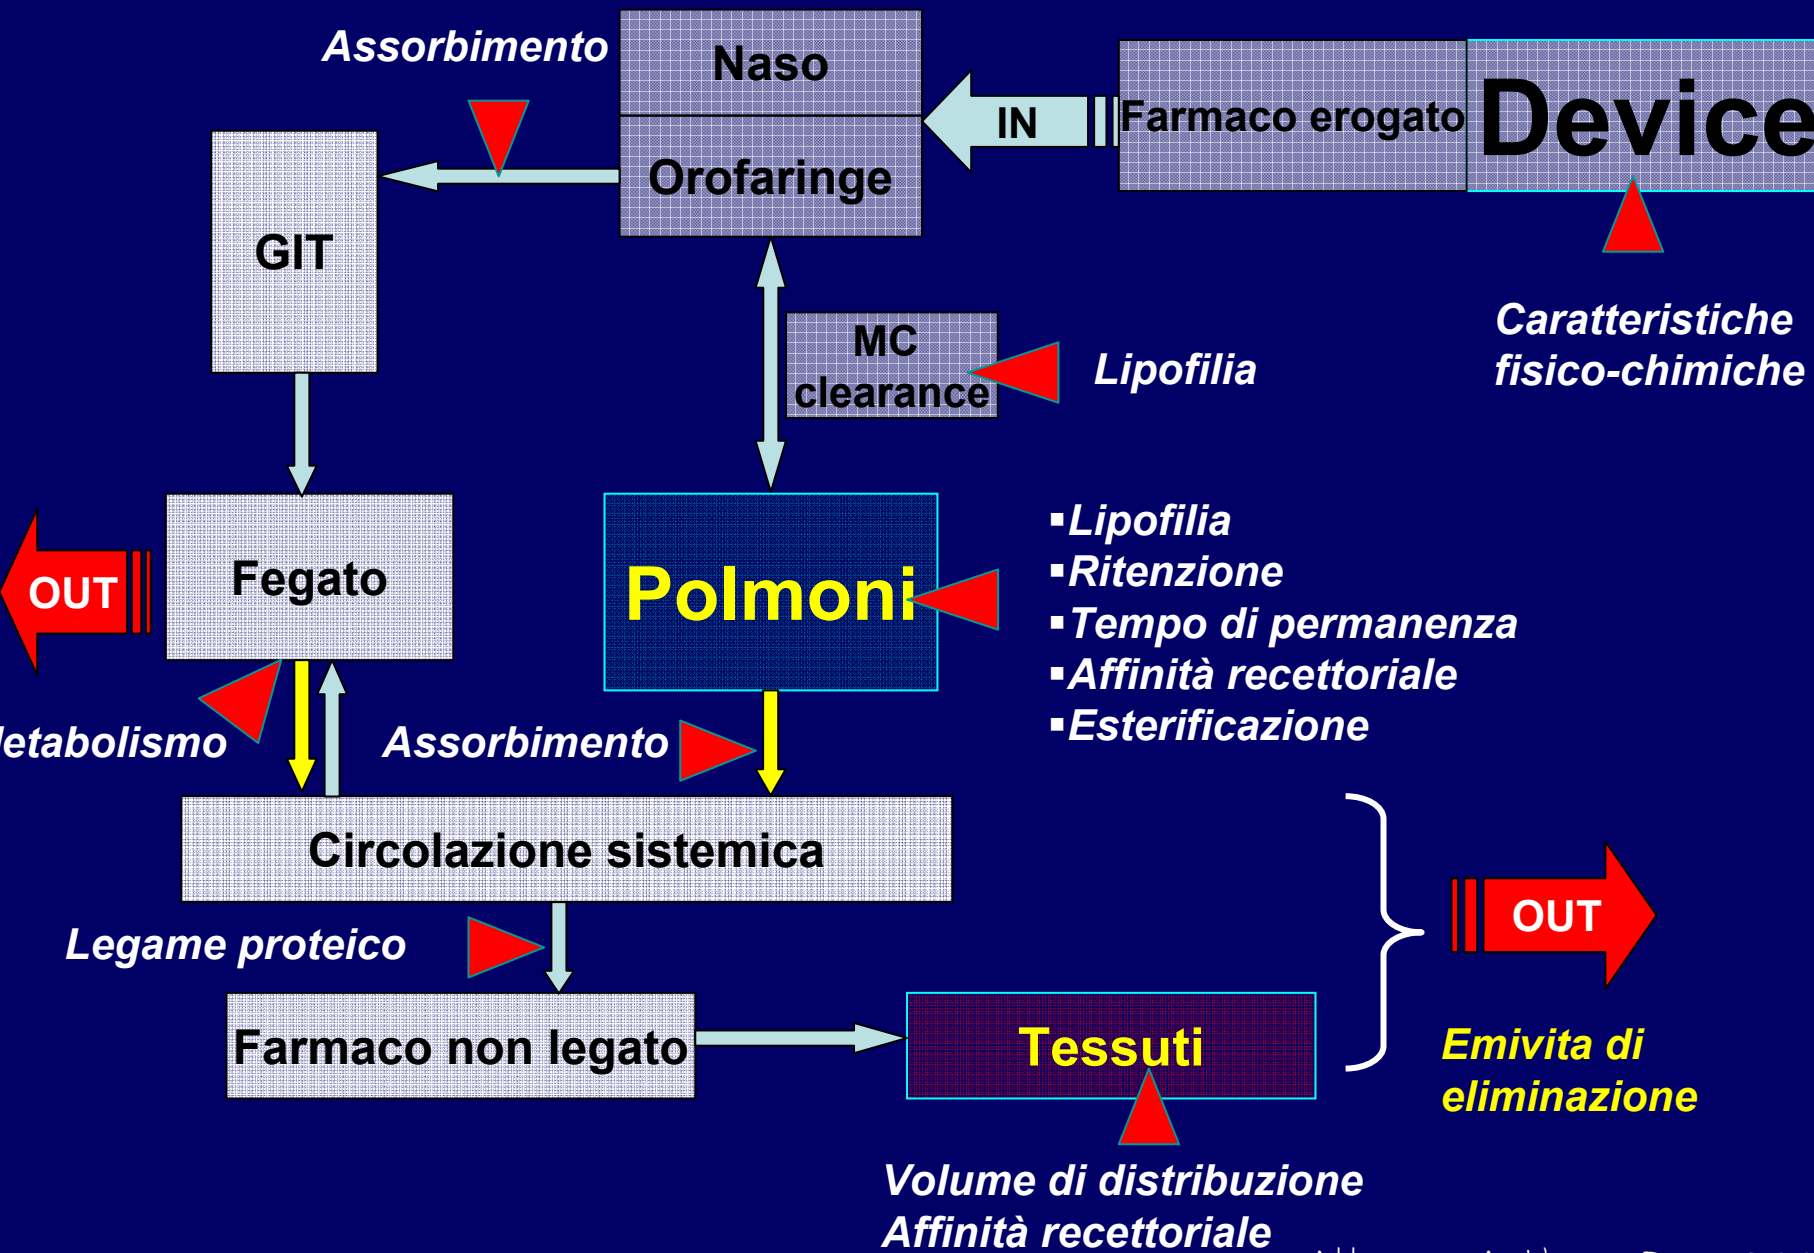 Assorbimento
Naso
Orofaringe
IN
Farmaco erogato
Device
GIT
MC
clearance
Lipofilia
Caratteristiche
fisico-chimiche
OUT
Fegato
Polmoni
▪Lipofilia
▪Ritenzione
▪Tempo di permanenza
▪Affinità recettoriale
▪Esterificazione
etabolismo
Assorbimento
Circolazione sistemica
OUT
Legame proteico
Farmaco non legato
Tessuti
Emivita di
eliminazione
Volume di distribuzione
Affinità recettoriale